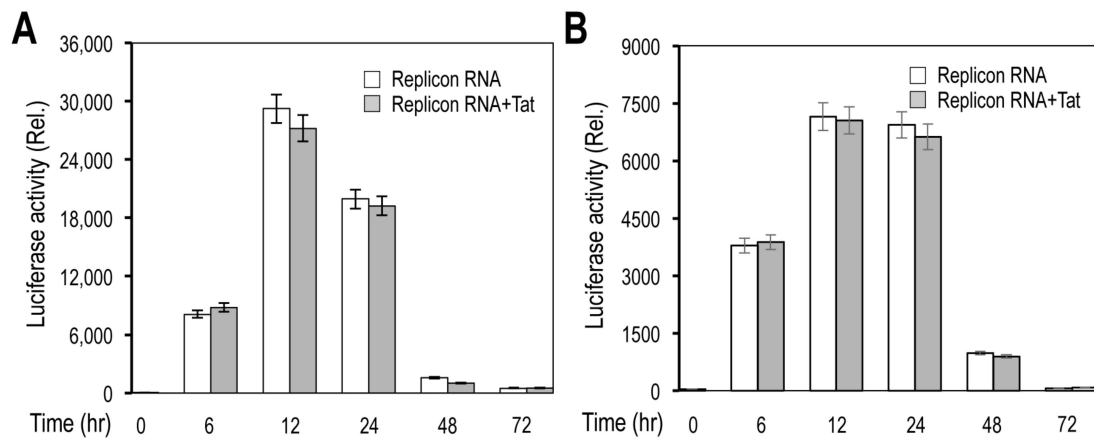 A
Luciferase activity (Rel.)
36,000
30,000
24,000
18,000
12,000
6,000
0
Replicon RNA
Replicon RNA+Tat
Time (hr) 0 6 12 24 48 72
B
Luciferase activity (Rel.)
9000
7500
6000
4500
3000
1500
0
Replicon RNA
Replicon RNA+Tat
Time (hr) 0 6 12 24 48 72